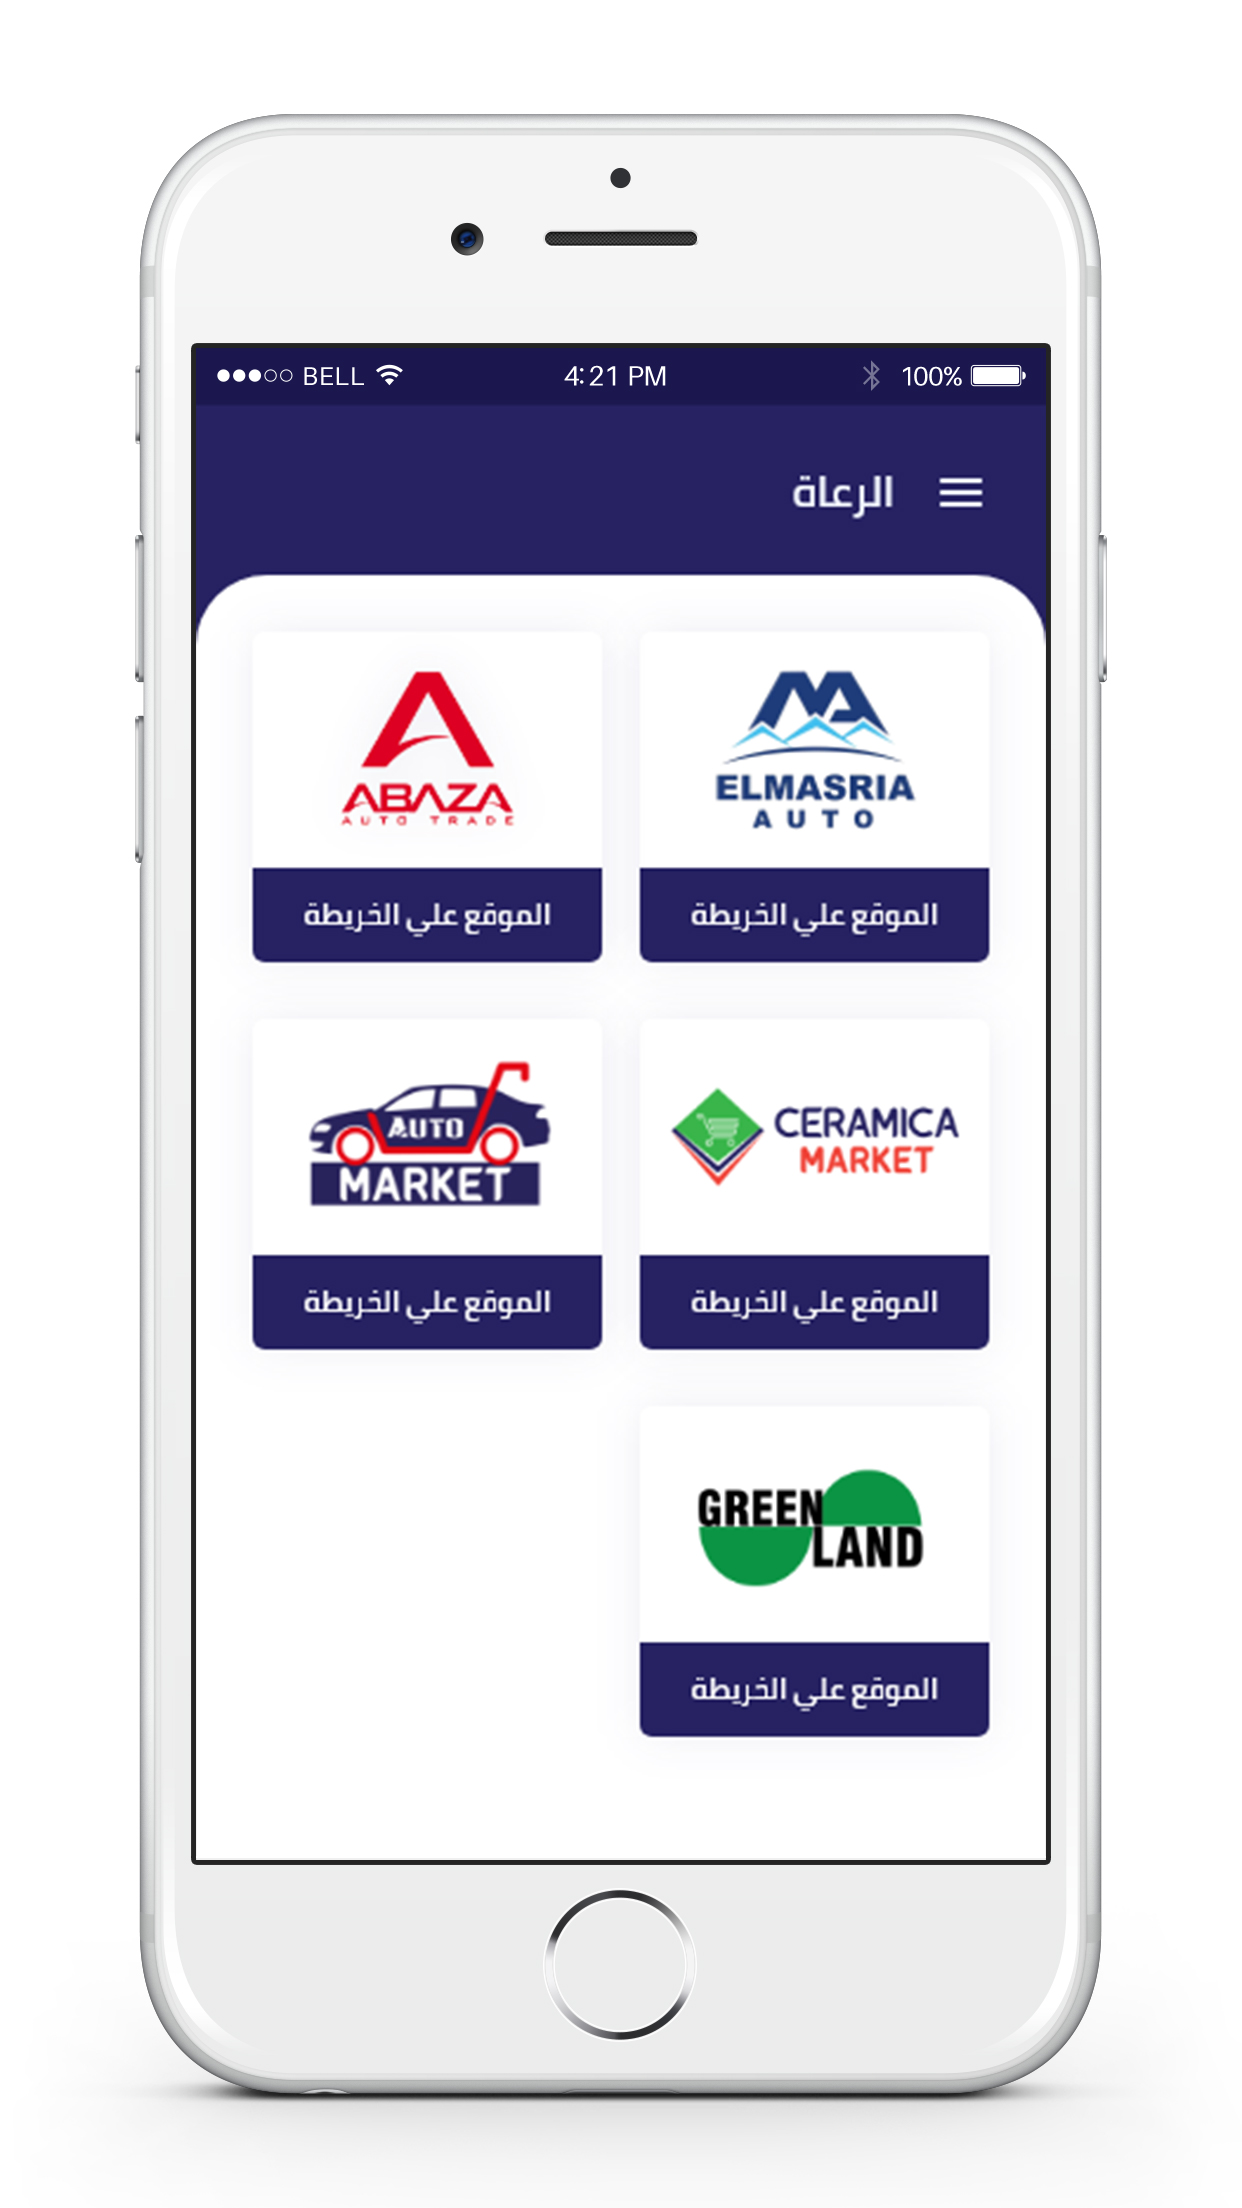 BELL 4:21 PM 100%
الرعاة
ELMASRIA
AUTO
الموقع علي الخريطة
ABAZA
AUTO TRADE
الموقع علي الخريطة
CERAMICA
MARKET
الموقع علي الخريطة
AUTO
MARKET
الموقع علي الخريطة
GREEN
LAND
الموقع علي الخريطة